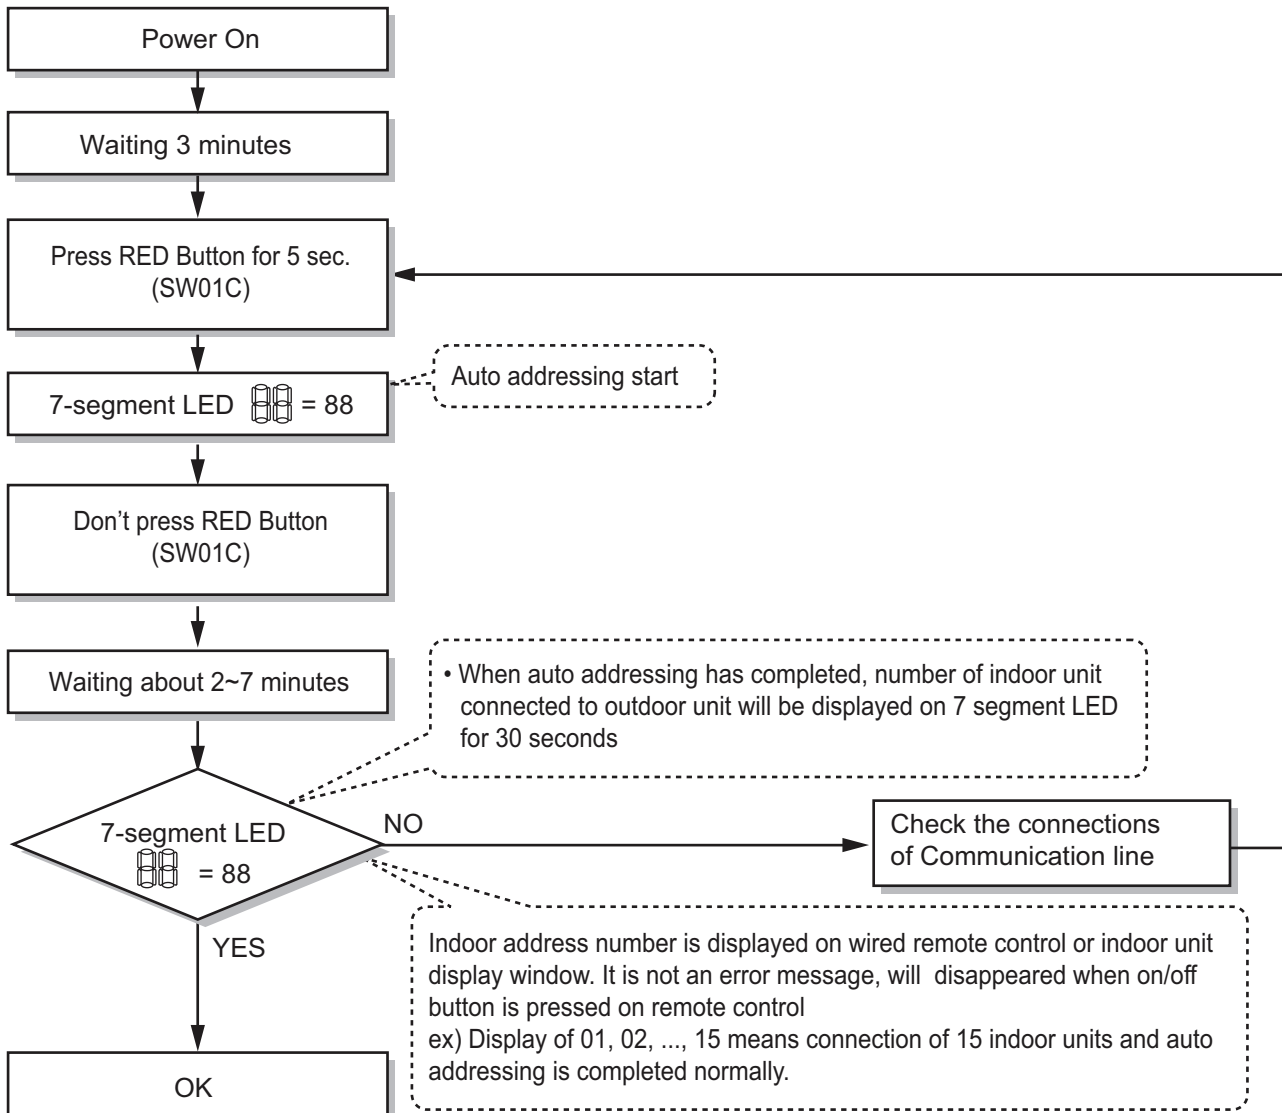 Power On
Waiting 3 minutes
Press RED Button for 5 sec.
(SW01C)
7-segment LED 88 = 88
Auto addressing start
Don’t press RED Button
(SW01C)
Waiting about 2~7 minutes
• When auto addressing has completed, number of indoor unit
connected to outdoor unit will be displayed on 7 segment LED
for 30 seconds
7-segment LED
88 = 88
NO
Check the connections
of Communication line
YES
Indoor address number is displayed on wired remote control or indoor unit
display window. It is not an error message, will disappeared when on/off
button is pressed on remote control
ex) Display of 01, 02, ..., 15 means connection of 15 indoor units and auto
addressing is completed normally.
OK